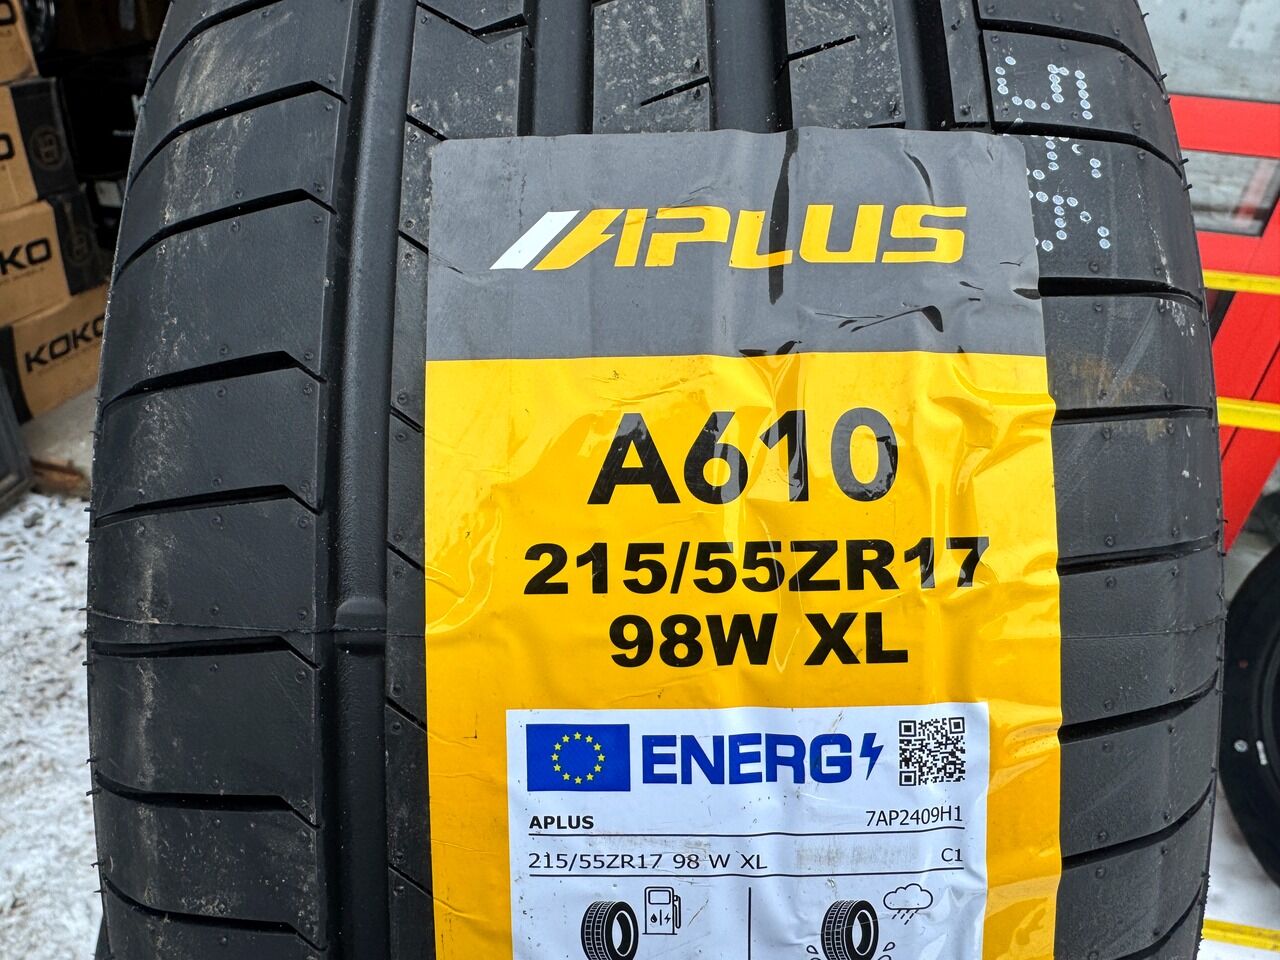 APLUS
A610
215/55ZR17
98W XL
ENERG
APLUS 7AP2409H1
215/55ZR17 98 W XL C1
KOKO
KOKO